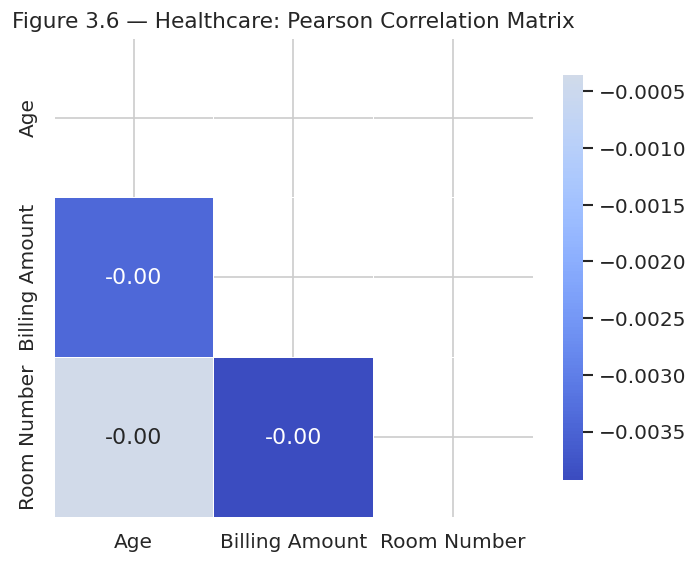 Figure 3.6 — Healthcare: Pearson Correlation Matrix
Age
Billing Amount
Room Number
-0.00
-0.00
-0.00
Age
Billing Amount
Room Number
−0.0005
−0.0010
−0.0015
−0.0020
−0.0025
−0.0030
−0.0035